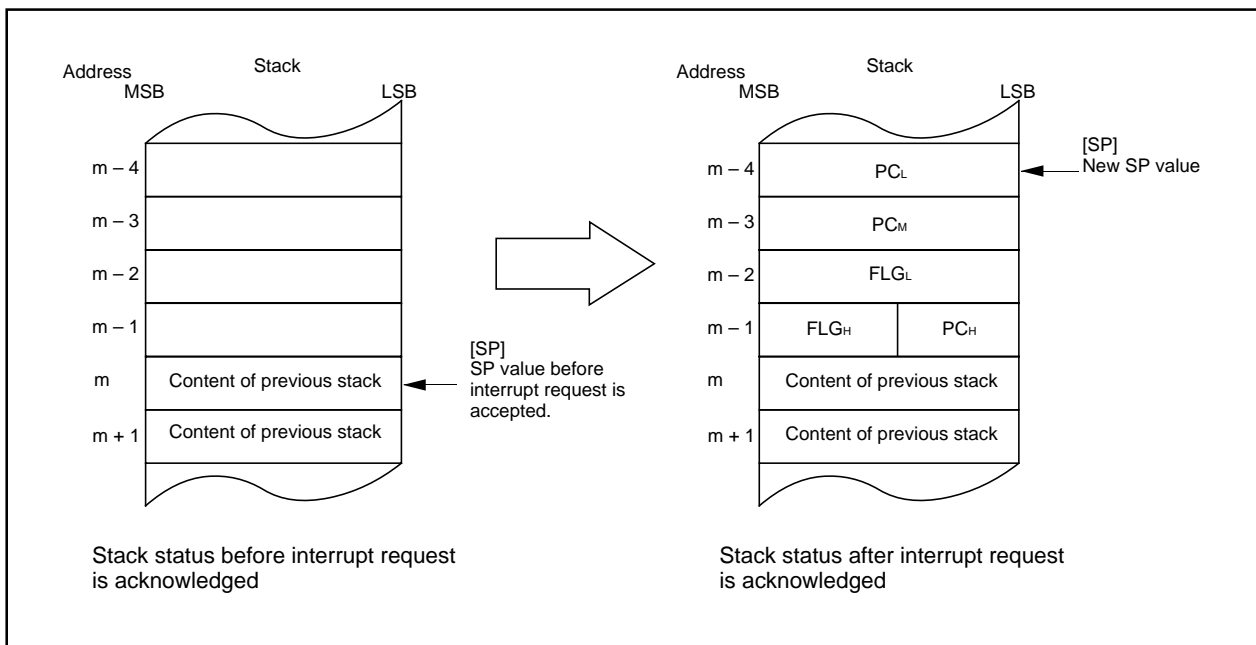 Address
MSB
Stack
LSB
m – 4
m – 3
m – 2
m – 1
m
Content of previous stack
m + 1
Content of previous stack
[SP]
SP value before
interrupt request is
accepted.
Stack status before interrupt request
is acknowledged
Address
MSB
Stack
LSB
m – 4
PCL
m – 3
PCM
m – 2
FLGL
m – 1
FLGH
PCH
m
Content of previous stack
m + 1
Content of previous stack
[SP]
New SP value
Stack status after interrupt request
is acknowledged